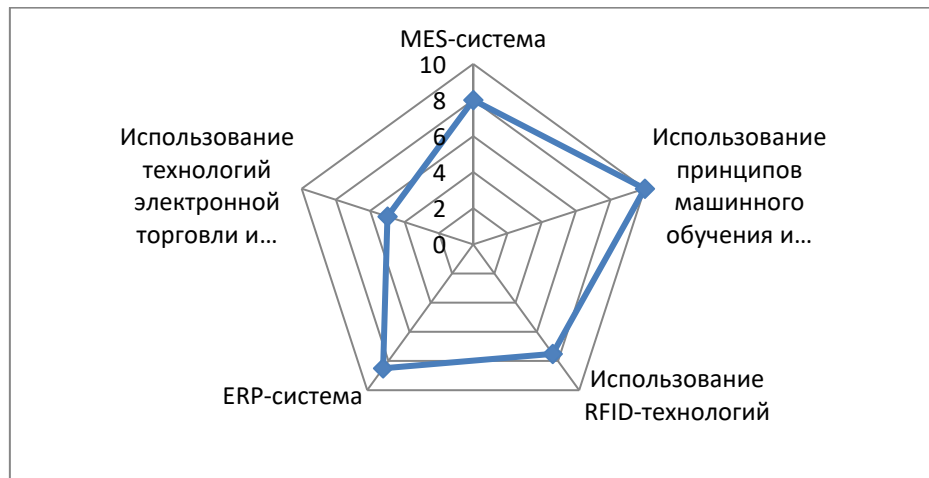 MES-система
10
8
6
4
2
0
Использование
технологий
электронной
торговли и…
Использование
принципов
машинного
обучения и…
ERP-система
Использование
RFID-технологий